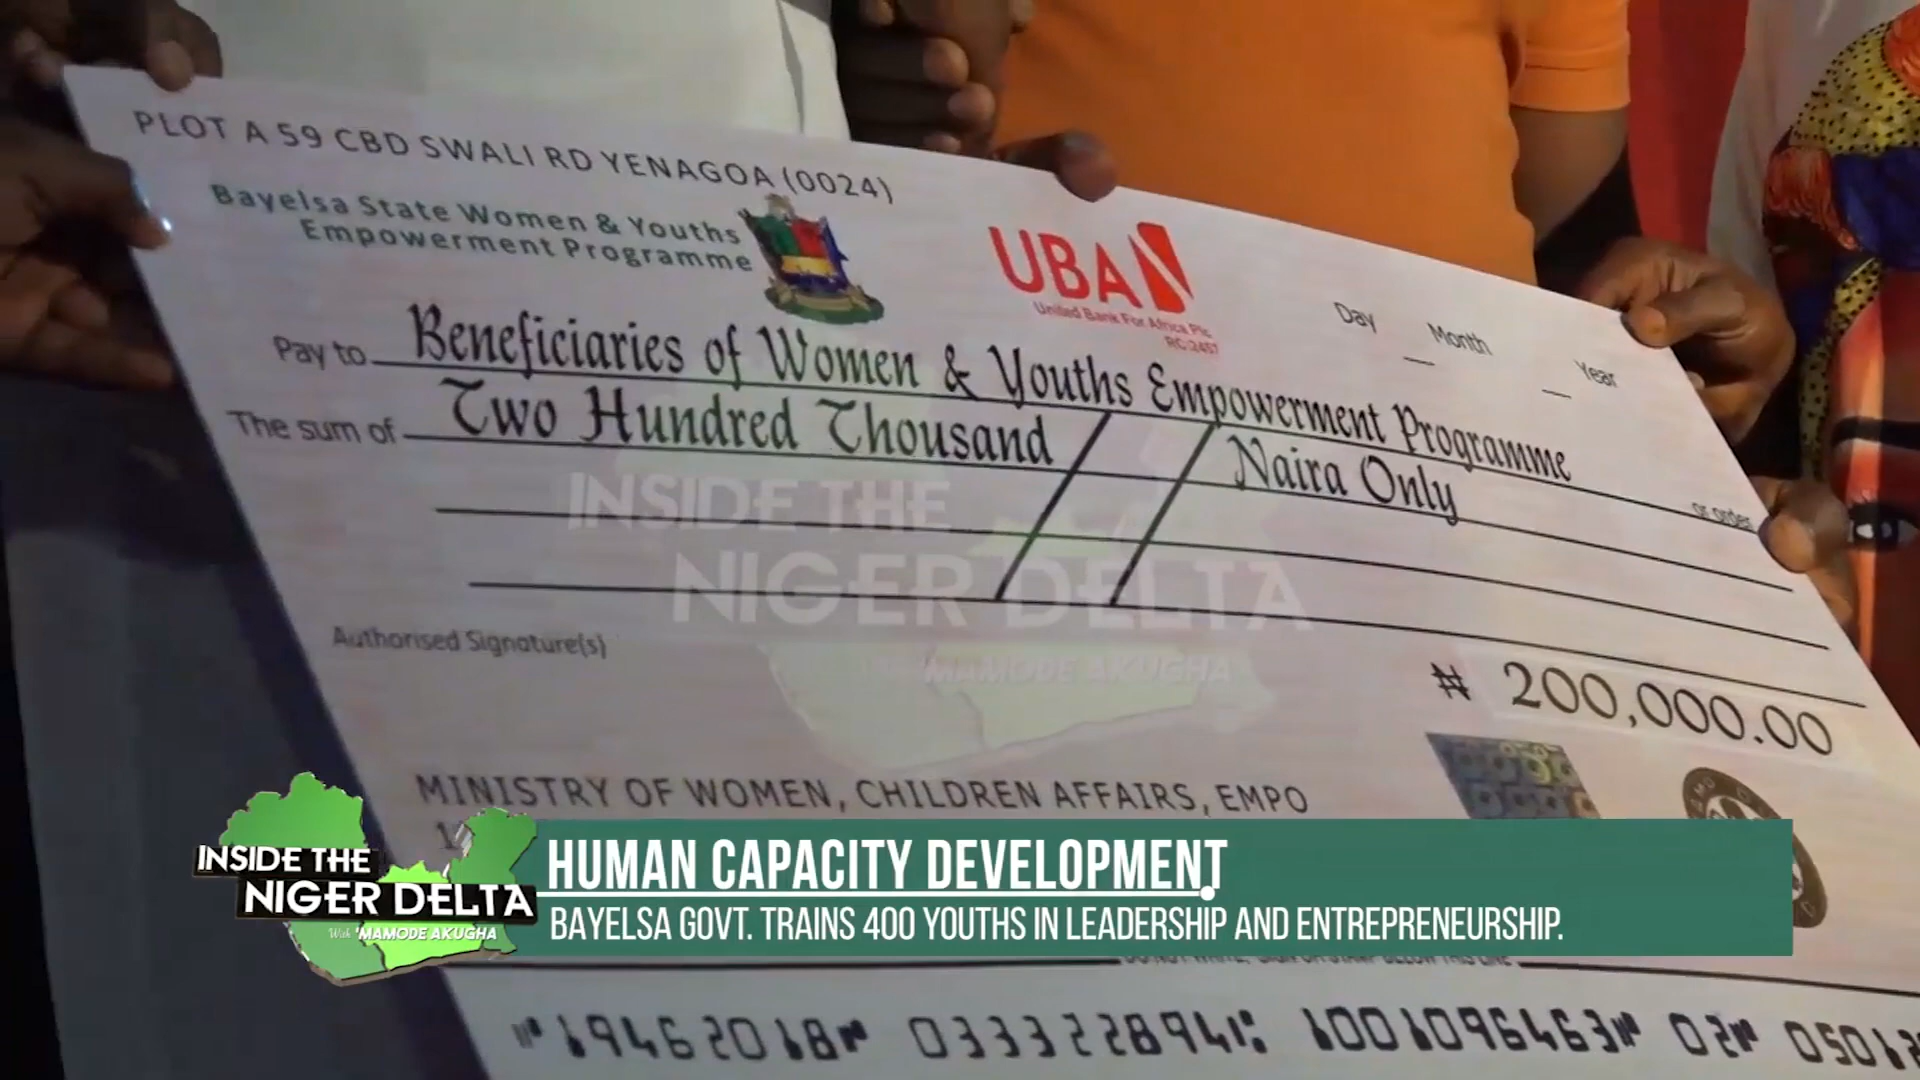 PLOT A 59 CBD SWALI RD YENAGOA (0024)
Bayelsa State Women & Youths
Empowerment Programme
UBA
United Bank For Africa Plc
RC:2457
Day Month Year
Pay to Beneficiaries of Women & Youths Empowerment Programme
or order
The sum of Two Hundred Thousand // Naira Only
INSIDE THE
NIGER DELTA
'MAMODE AKUGHA
Authorised Signature(s)
₦ 200,000.00
MINISTRY OF WOMEN, CHILDREN AFFAIRS, EMPO
INSIDE THE
NIGER DELTA
With 'MAMODE AKUGHA
HUMAN CAPACITY DEVELOPMENT
BAYELSA GOVT. TRAINS 400 YOUTHS IN LEADERSHIP AND ENTREPRENEURSHIP.
19462018 033322894 1001096463 02 05012